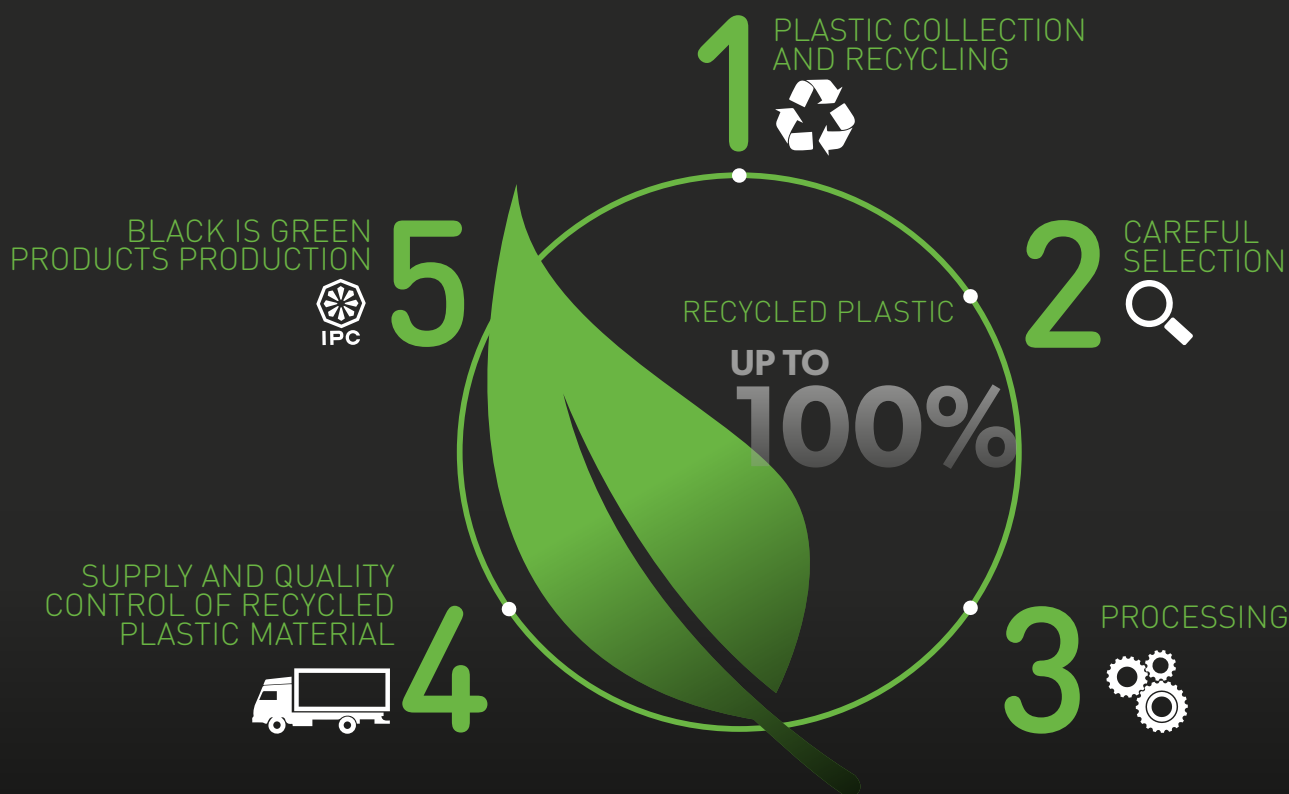 1
PLASTIC COLLECTION
AND RECYCLING
2
CAREFUL
SELECTION
RECYCLED PLASTIC
UP TO
100%
3
PROCESSING
4
SUPPLY AND QUALITY
CONTROL OF RECYCLED
PLASTIC MATERIAL
5
BLACK IS GREEN
PRODUCTS PRODUCTION
IPC